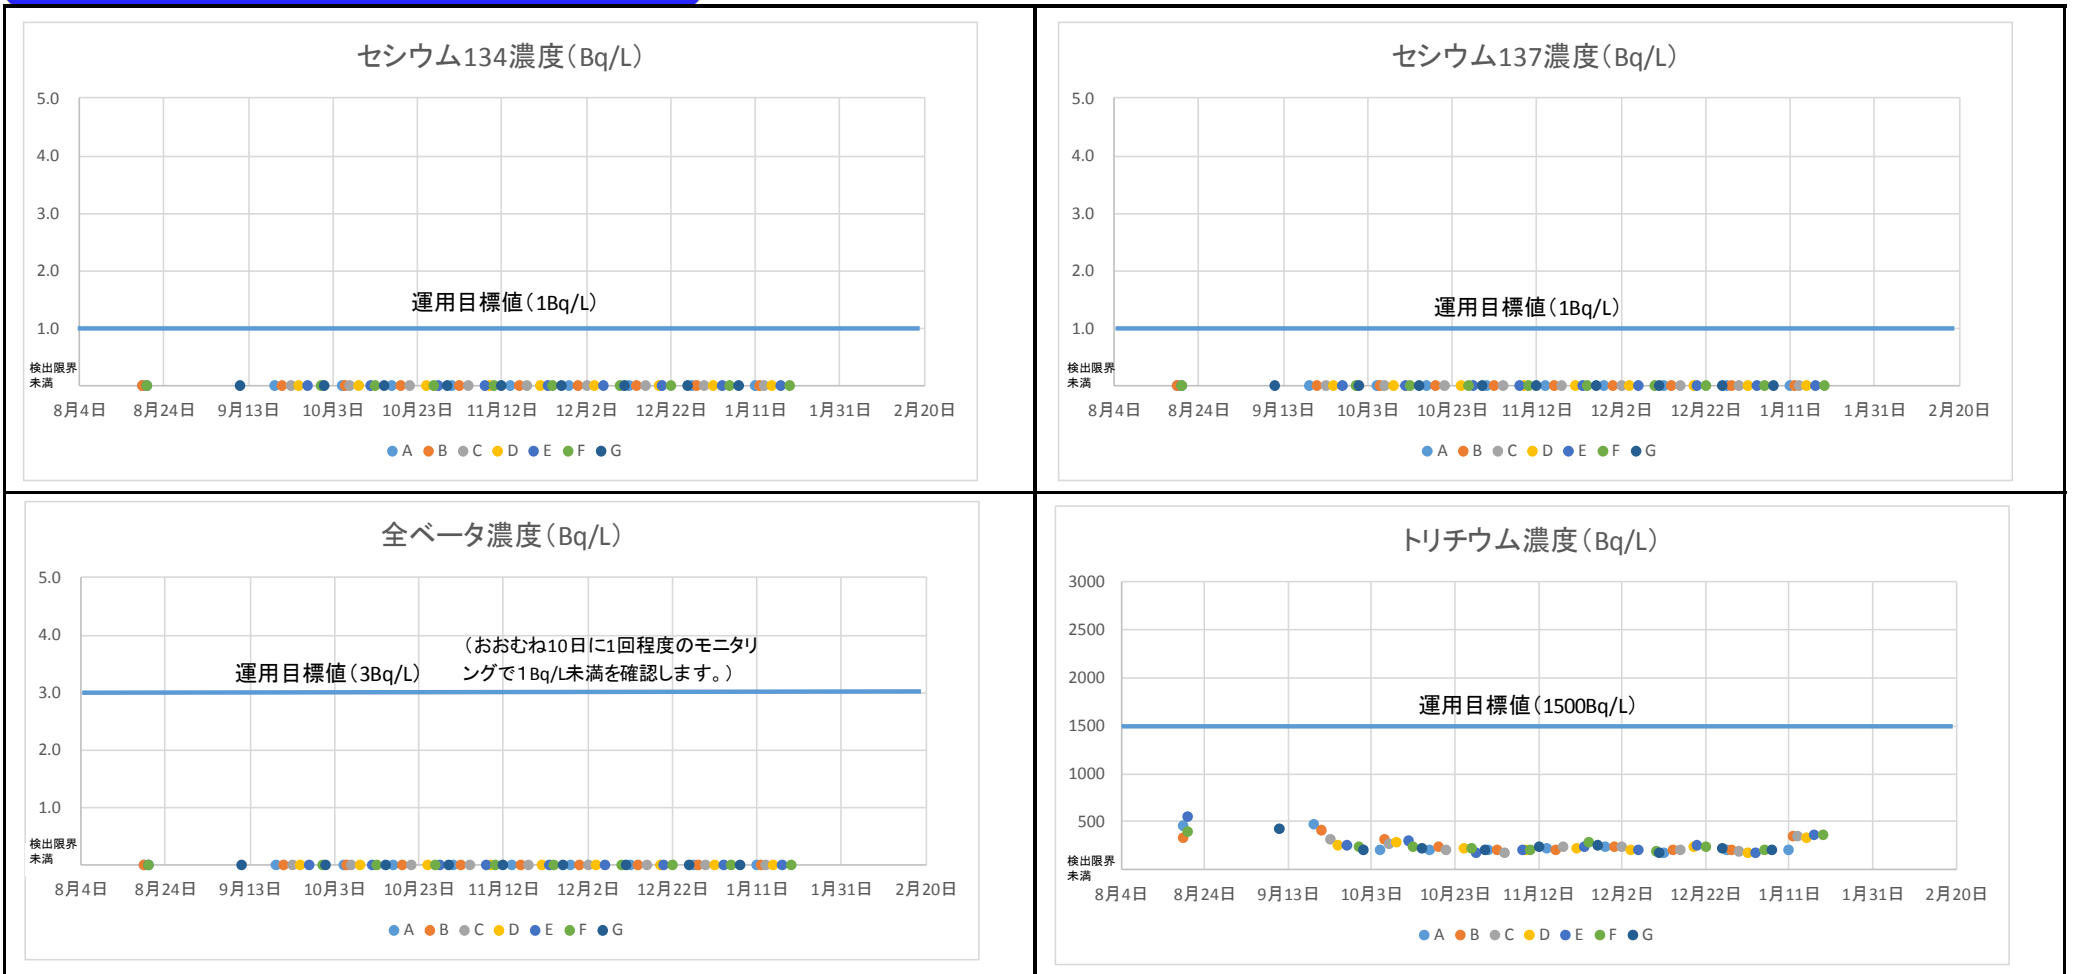 セシウム134濃度(Bq/L)
5.0
4.0
3.0
2.0
運用目標値(1Bq/L)
1.0
検出限界
未満
8月4日 8月24日 9月13日 10月3日 10月23日 11月12日 12月2日 12月22日 1月11日 1月31日 2月20日
A B C D E F G
セシウム137濃度(Bq/L)
5.0
4.0
3.0
2.0
運用目標値(1Bq/L)
1.0
検出限界
未満
8月4日 8月24日 9月13日 10月3日 10月23日 11月12日 12月2日 12月22日 1月11日 1月31日 2月20日
A B C D E F G
全ベータ濃度(Bq/L)
5.0
4.0
(おおむね10日に1回程度のモニタリ
運用目標値(3Bq/L) ングで1Bq/L未満を確認します。)
3.0
2.0
1.0
検出限界
未満
8月4日 8月24日 9月13日 10月3日 10月23日 11月12日 12月2日 12月22日 1月11日 1月31日 2月20日
A B C D E F G
トリチウム濃度(Bq/L)
3000
2500
2000
運用目標値(1500Bq/L)
1500
1000
500
検出限界
未満
8月4日 8月24日 9月13日 10月3日 10月23日 11月12日 12月2日 12月22日 1月11日 1月31日 2月20日
A B C D E F G